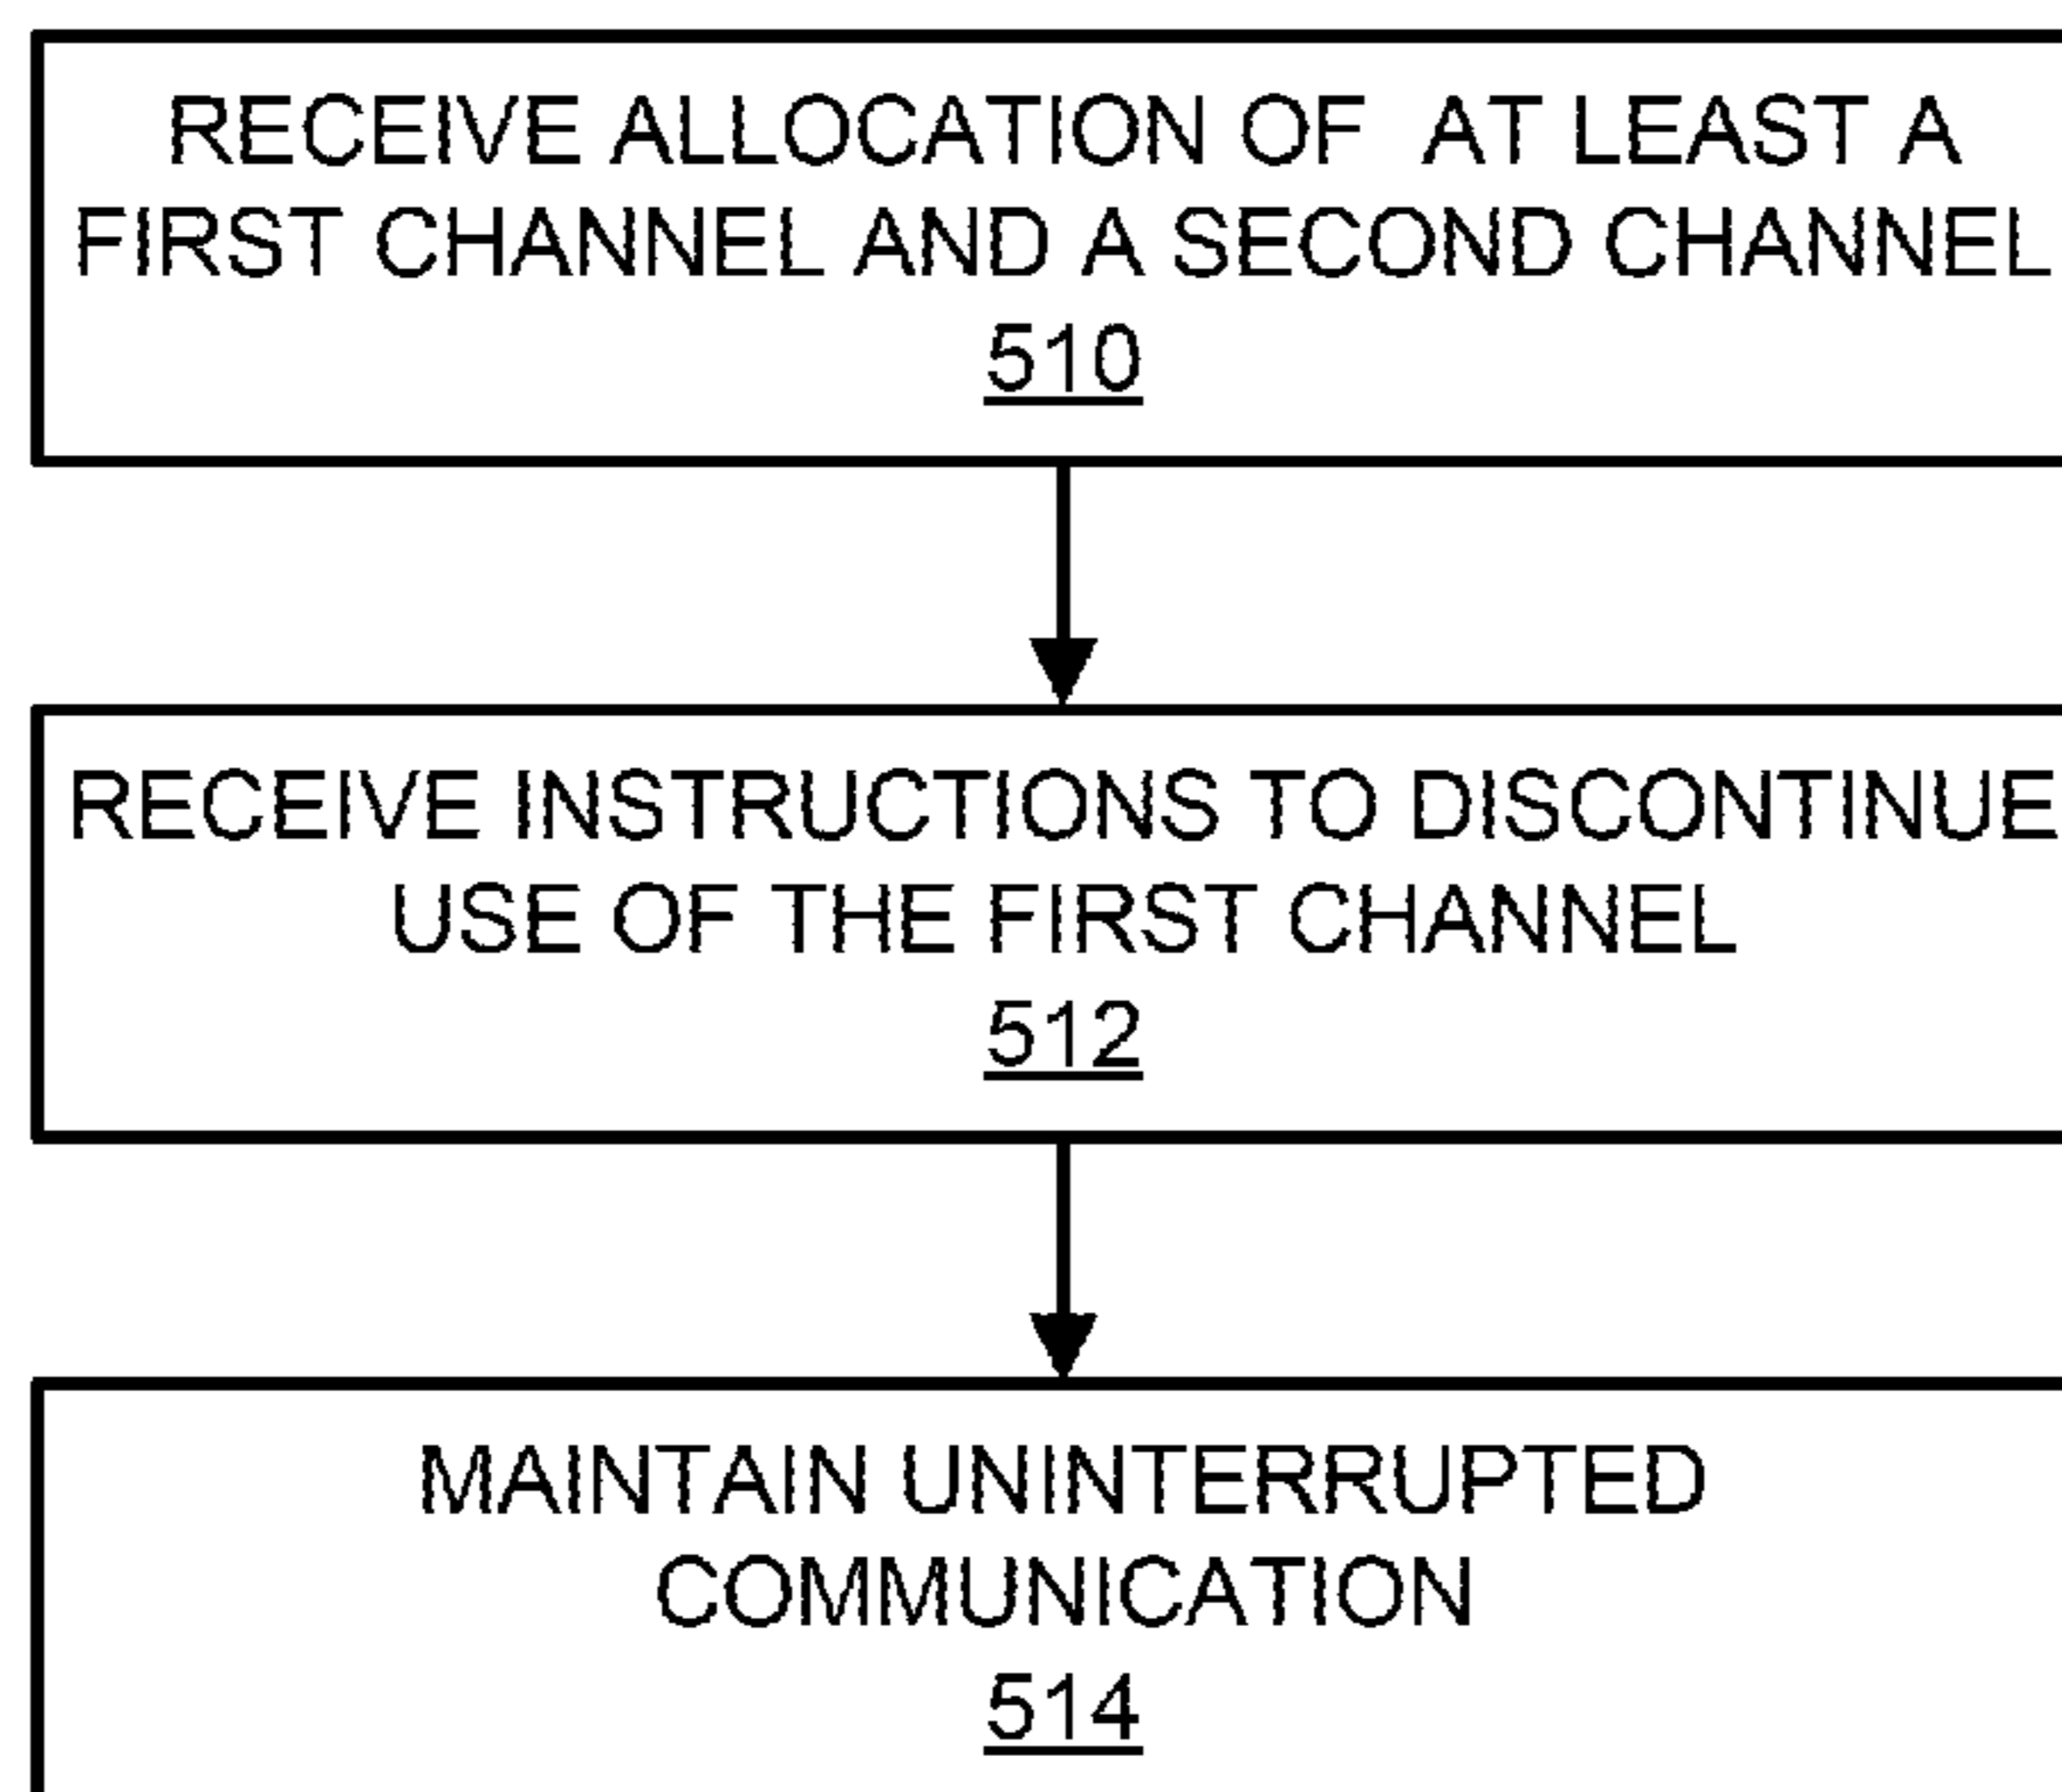 RECEIVE ALLOCATION OF AT LEAST A
FIRST CHANNEL AND A SECOND CHANNEL
510
RECEIVE INSTRUCTIONS TO DISCONTINUE
USE OF THE FIRST CHANNEL
512
MAINTAIN UNINTERRUPTED
COMMUNICATION
514